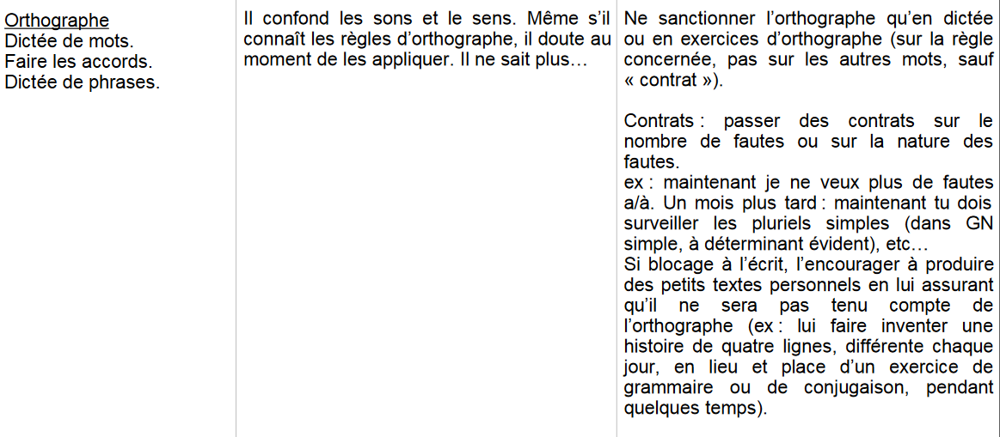 Orthographe
Dictée de mots.
Faire les accords.
Dictée de phrases.
Il confond les sons et le sens. Même s’il
connaît les règles d’orthographe, il doute au
moment de les appliquer. Il ne sait plus…
Ne sanctionner l’orthographe qu’en dictée
ou en exercices d’orthographe (sur la règle
concernée, pas sur les autres mots, sauf
« contrat »).
Contrats : passer des contrats sur le
nombre de fautes ou sur la nature des
fautes.
ex : maintenant je ne veux plus de fautes
a/à. Un mois plus tard : maintenant tu dois
surveiller les pluriels simples (dans GN
simple, à déterminant évident), etc…
Si blocage à l’écrit, l’encourager à produire
des petits textes personnels en lui assurant
qu’il ne sera pas tenu compte de
l’orthographe (ex : lui faire inventer une
histoire de quatre lignes, différente chaque
jour, en lieu et place d’un exercice de
grammaire ou de conjugaison, pendant
quelques temps).